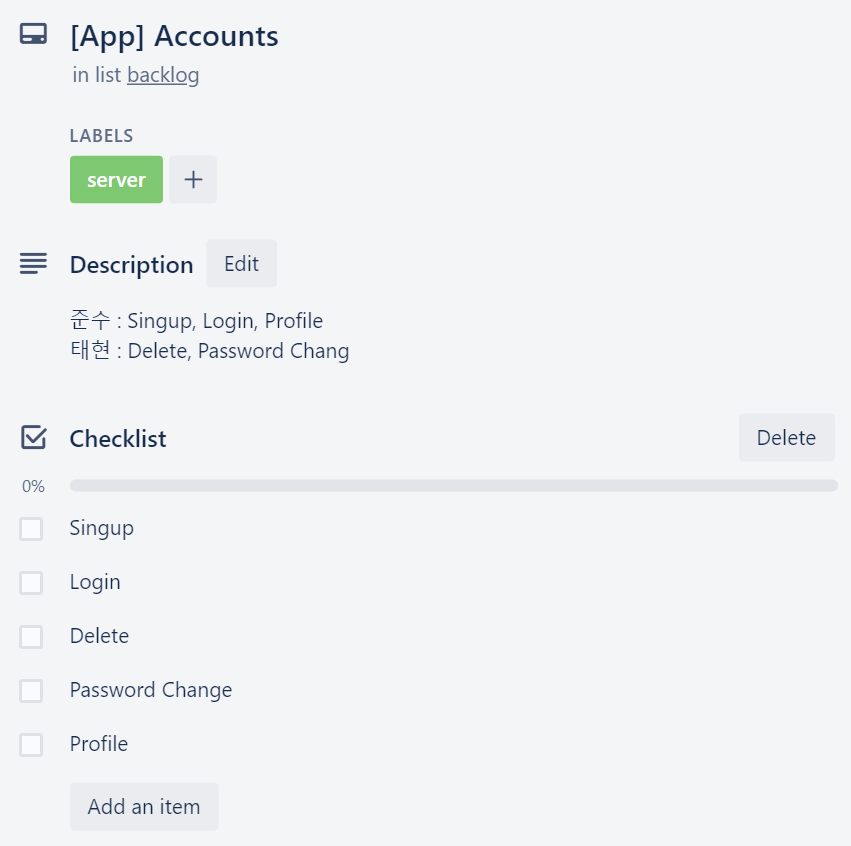 [App] Accounts
in list backlog
LABELS
server +
Description Edit
준수 : Singup, Login, Profile
태현 : Delete, Password Chang
Checklist Delete
0%
Singup
Login
Delete
Password Change
Profile
Add an item